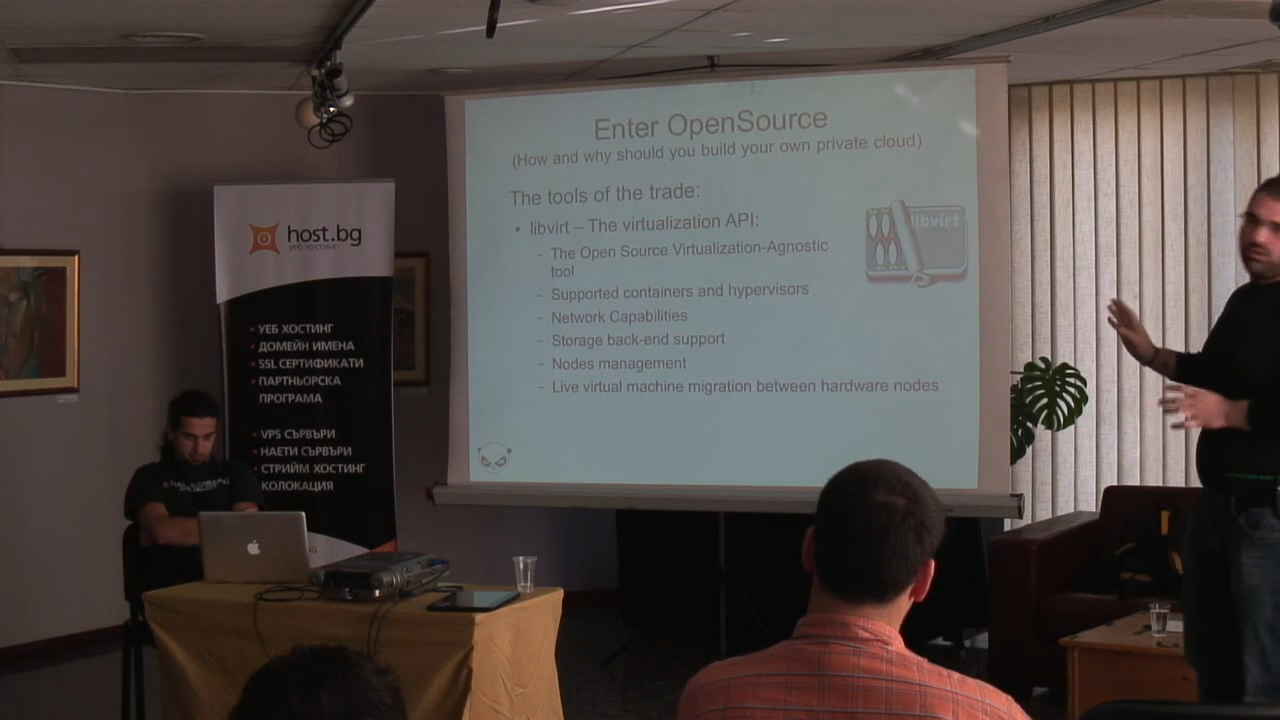 host.bg
уебхостинг
• УЕБ ХОСТИНГ
• ДОМЕЙН ИМЕНА
• SSL СЕРТИФИКАТИ
• ПАРТНЬОРСКА
ПРОГРАМА
• VPS СЪРВЪРИ
• НАЕТИ СЪРВЪРИ
• СТРИЙМ ХОСТИНГ
КОЛОКАЦИЯ
Enter OpenSource
(How and why should you build your own private cloud)
The tools of the trade:
• libvirt – The virtualization API:
– The Open Source Virtualization-Agnostic
tool
– Supported containers and hypervisors
– Network Capabilities
– Storage back-end support
– Nodes management
– Live virtual machine migration between hardware nodes
libvirt